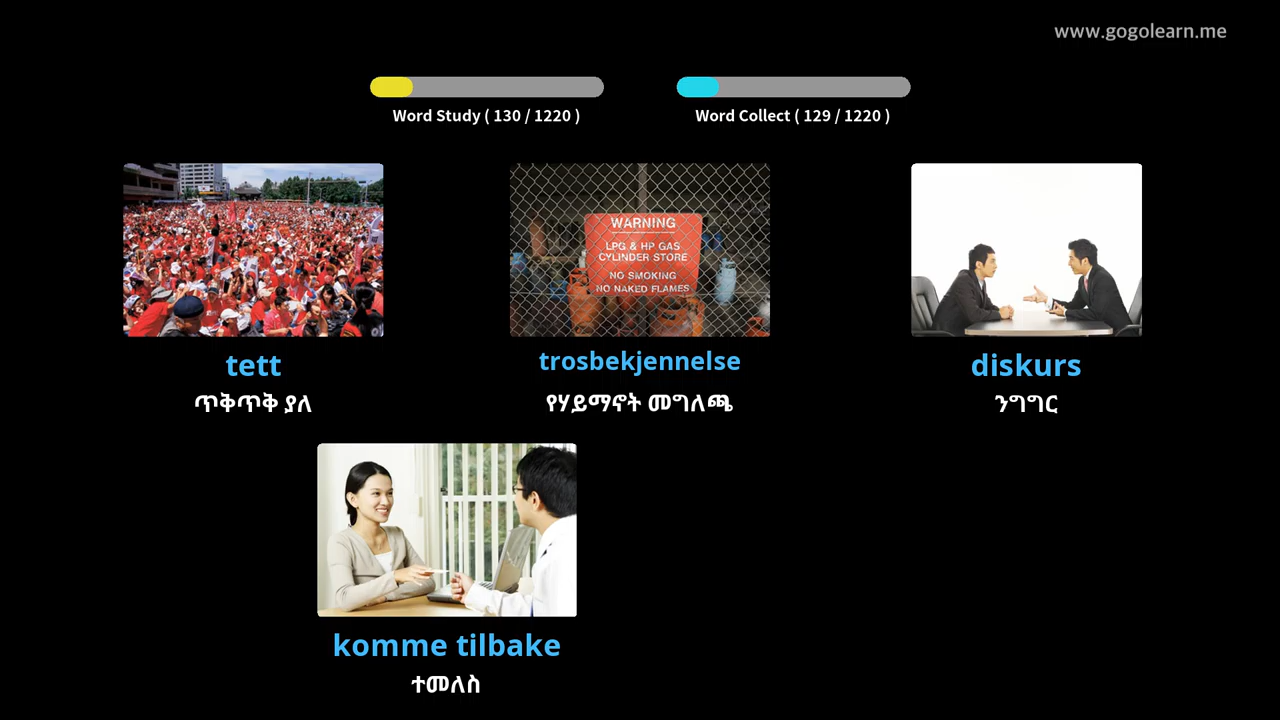 www.gogolearn.me
Word Study ( 130 / 1220 )
Word Collect ( 129 / 1220 )
WARNING
LPG & HP GAS
CYLINDER STORE
NO SMOKING
NO NAKED FLAMES
tett
ጥቅጥቅ ያለ
trosbekjennelse
የሃይማኖት መግለጫ
diskurs
ንግግር
komme tilbake
ተመለስ